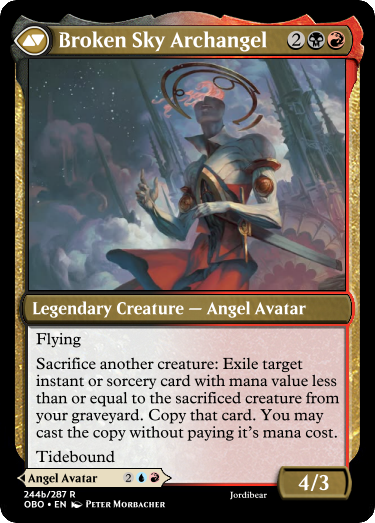 Broken Sky Archangel 2
Legendary Creature — Angel Avatar
Flying
Sacrifice another creature: Exile target
instant or sorcery card with mana value less
than or equal to the sacrificed creature from
your graveyard. Copy that card. You may
cast the copy without paying it's mana cost.
Tidebound
Angel Avatar 2
4/3
244b/287 R
OBO • EN Peter Morbacher
Jordibear